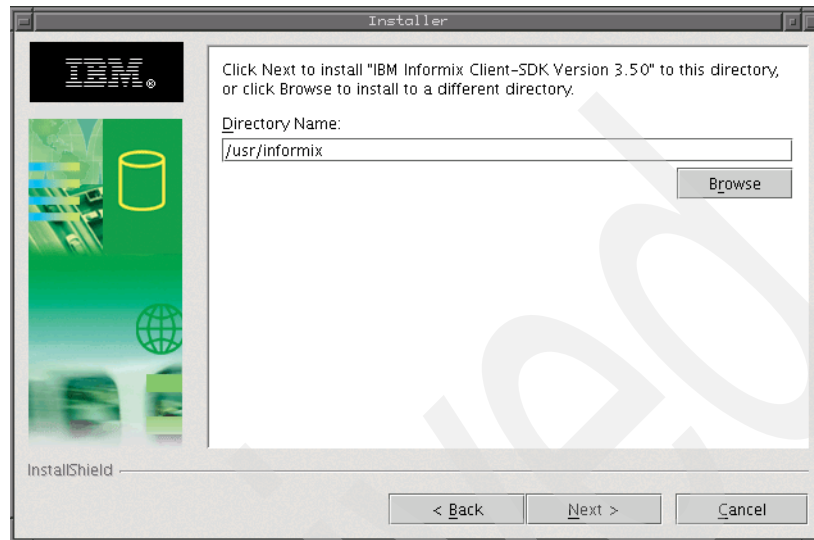 Installer
IBM®
Click Next to install "IBM Informix Client-SDK Version 3.50" to this directory,
or click Browse to install to a different directory.
Directory Name:
/usr/informix
Browse
InstallShield
< Back
Next >
Cancel